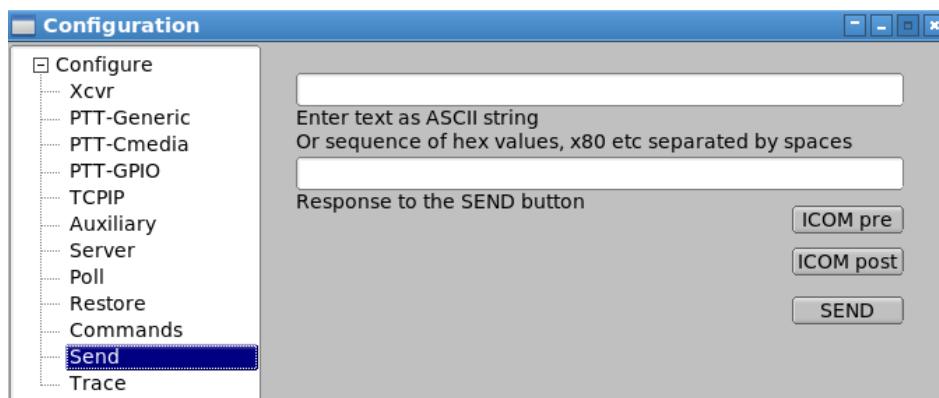 Configuration
Configure
Xcvr
PTT-Generic
PTT-Cmedia
PTT-GPIO
TCPIP
Auxiliary
Server
Poll
Restore
Commands
Send
Trace
Enter text as ASCII string
Or sequence of hex values, x80 etc separated by spaces
Response to the SEND button
ICOM pre
ICOM post
SEND